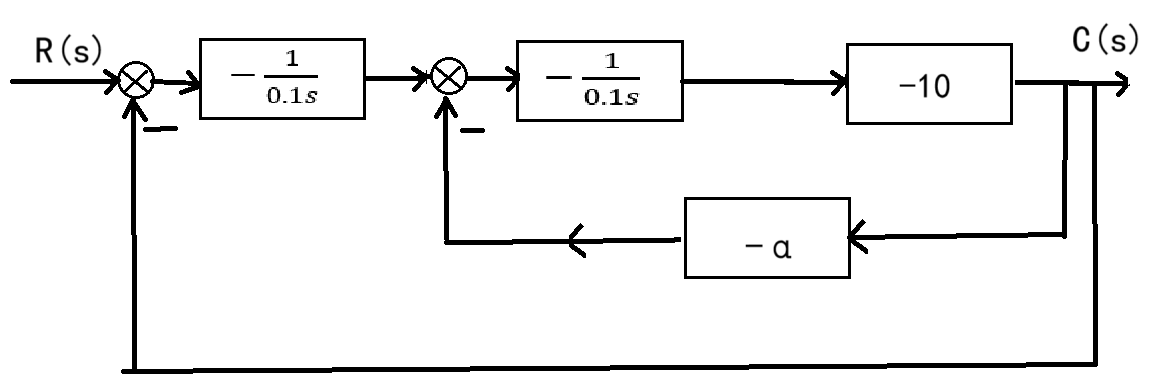 R(s)
− 1/0.1s
− 1/0.1s
−10
C(s)
−
−
− α